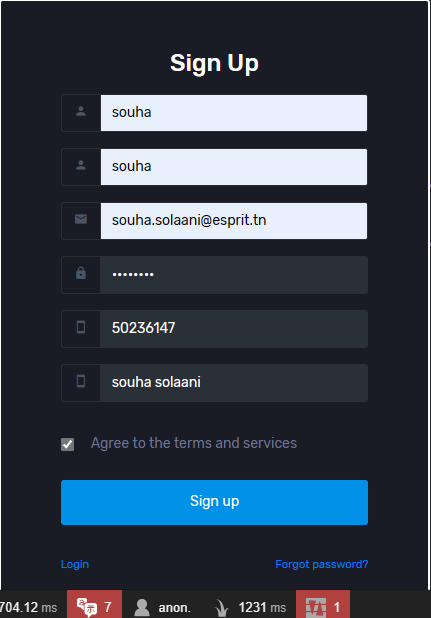 Sign Up
souha
souha
souha.solaani@esprit.tn
••••••••
50236147
souha solaani
Agree to the terms and services
Sign up
Login Forgot password?
704.12 ms 7 anon. 1231 ms 1